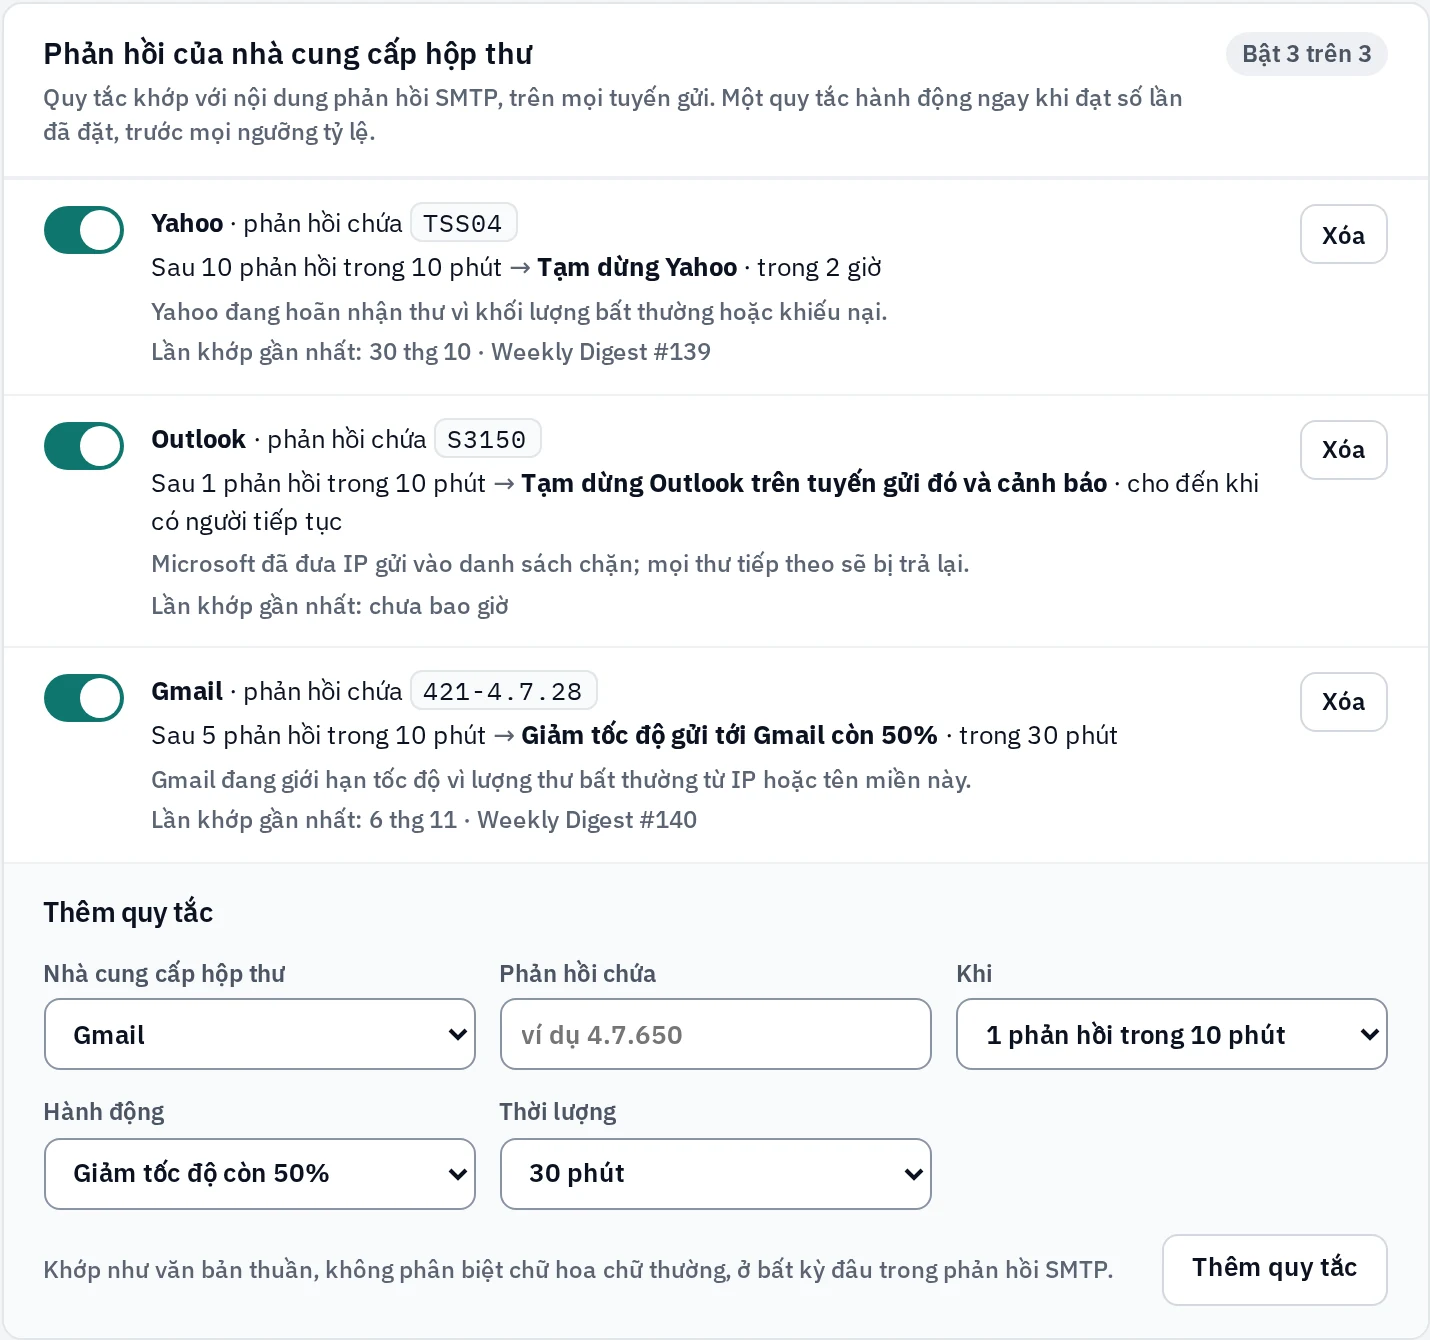 Phản hồi của nhà cung cấp hộp thư
Bật 3 trên 3
Quy tắc khớp với nội dung phản hồi SMTP, trên mọi tuyến gửi. Một quy tắc hành động ngay khi đạt số lần
đã đặt, trước mọi ngưỡng tỷ lệ.
Yahoo · phản hồi chứa TSS04
Xóa
Sau 10 phản hồi trong 10 phút → Tạm dừng Yahoo · trong 2 giờ
Yahoo đang hoãn nhận thư vì khối lượng bất thường hoặc khiếu nại.
Lần khớp gần nhất: 30 thg 10 · Weekly Digest #139
Outlook · phản hồi chứa S3150
Xóa
Sau 1 phản hồi trong 10 phút → Tạm dừng Outlook trên tuyến gửi đó và cảnh báo · cho đến khi
có người tiếp tục
Microsoft đã đưa IP gửi vào danh sách chặn; mọi thư tiếp theo sẽ bị trả lại.
Lần khớp gần nhất: chưa bao giờ
Gmail · phản hồi chứa 421-4.7.28
Xóa
Sau 5 phản hồi trong 10 phút → Giảm tốc độ gửi tới Gmail còn 50% · trong 30 phút
Gmail đang giới hạn tốc độ vì lượng thư bất thường từ IP hoặc tên miền này.
Lần khớp gần nhất: 6 thg 11 · Weekly Digest #140
Thêm quy tắc
Nhà cung cấp hộp thư
Phản hồi chứa
Khi
Gmail
ví dụ 4.7.650
1 phản hồi trong 10 phút
Hành động
Thời lượng
Giảm tốc độ còn 50%
30 phút
Khớp như văn bản thuần, không phân biệt chữ hoa chữ thường, ở bất kỳ đâu trong phản hồi SMTP.
Thêm quy tắc